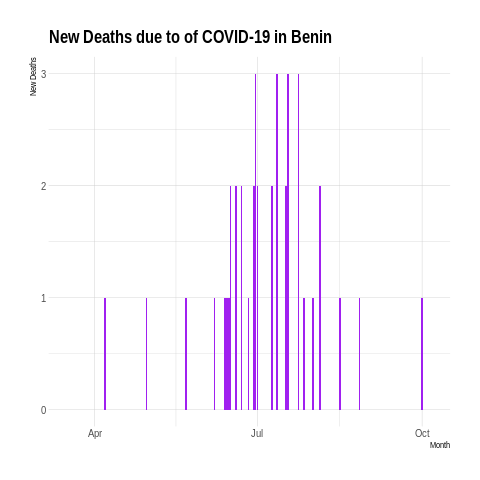 New Deaths due to of COVID-19 in Benin
New Deaths
3
2
1
0
Apr Jul Oct
Month